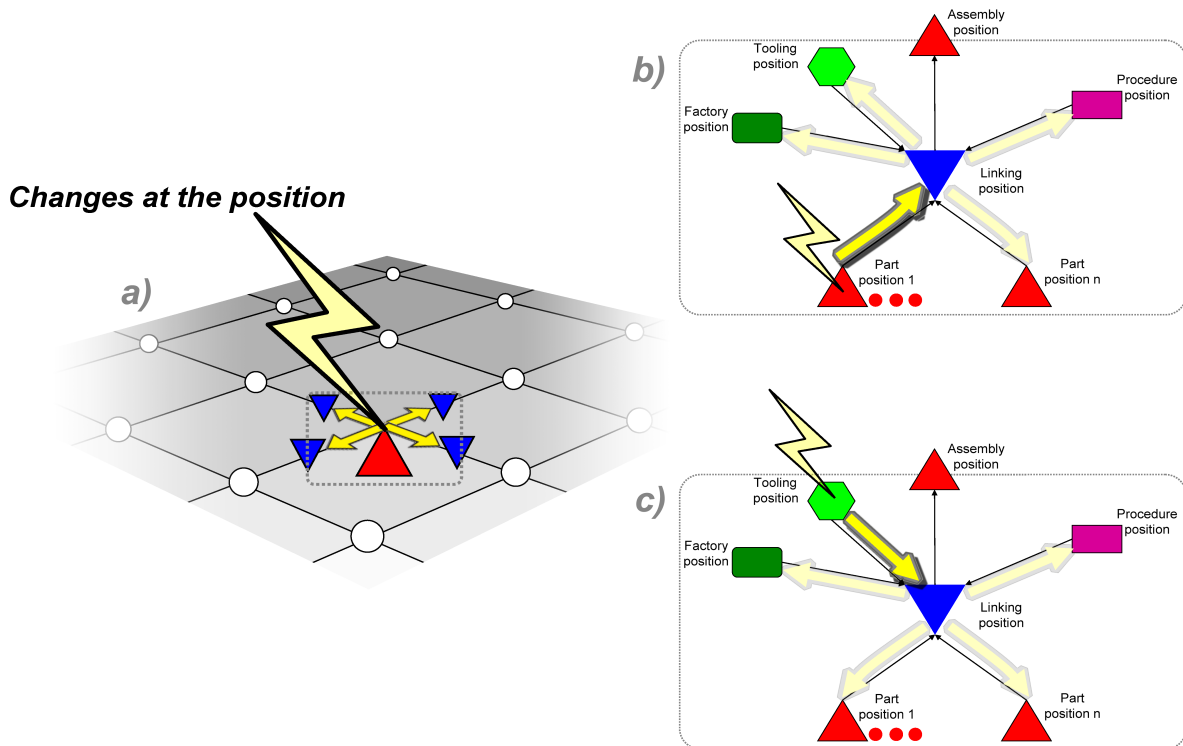 Changes at the position
a)
b)
Assembly
position
Tooling
position
Procedure
position
Factory
position
Linking
position
Part
position 1
Part
position n
c)
Assembly
position
Tooling
position
Procedure
position
Factory
position
Linking
position
Part
position 1
Part
position n